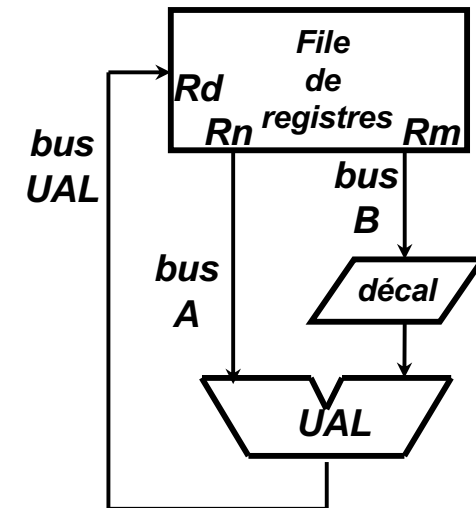 File
de
registres
Rd
Rn
Rm
bus
UAL
bus
B
bus
A
décal
UAL